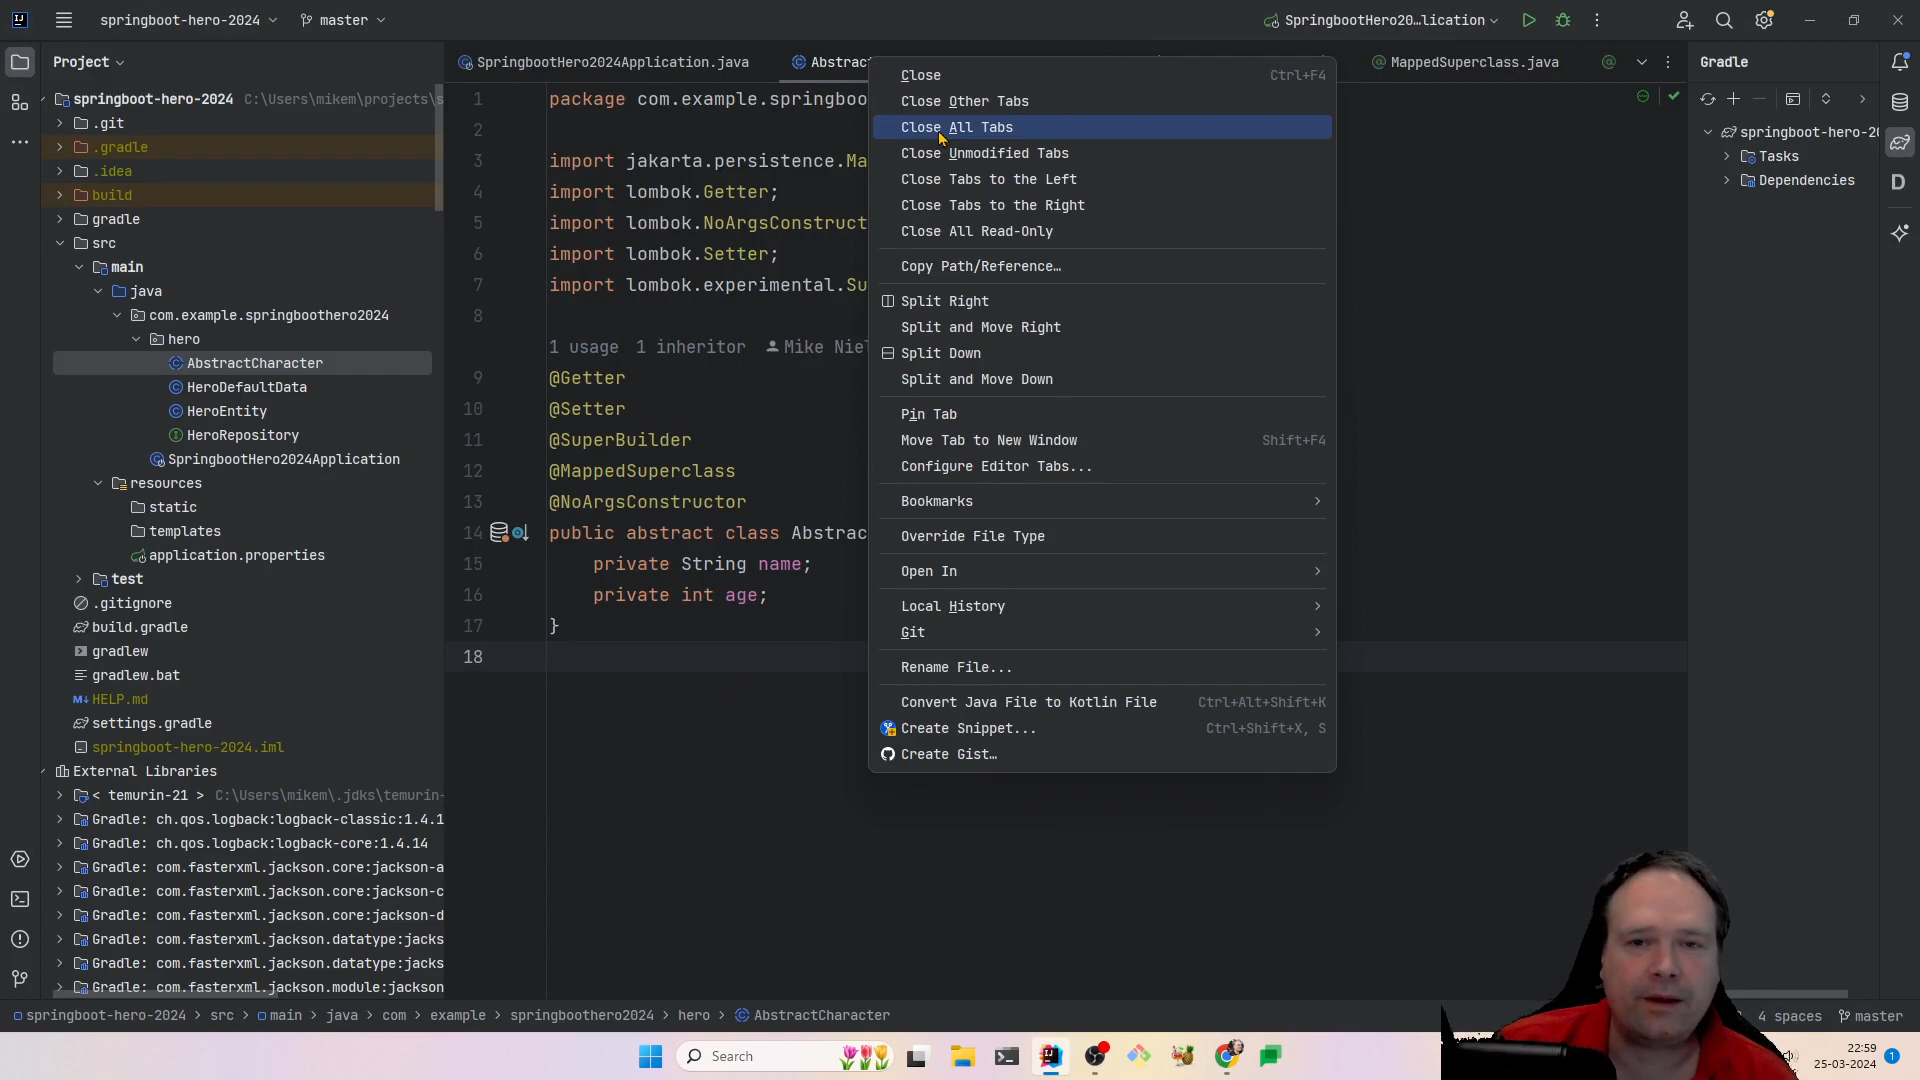 springboot-hero-2024
master
SpringbootHero20…lication
Project
SpringbootHero2024Application.java
Abstrac
MappedSuperclass.java
Gradle
springboot-hero-2024 C:\Users\mikem\projects\s
.git
.gradle
.idea
build
gradle
src
main
java
com.example.springboothero2024
hero
AbstractCharacter
HeroDefaultData
HeroEntity
HeroRepository
SpringbootHero2024Application
resources
static
templates
application.properties
test
.gitignore
build.gradle
gradlew
gradlew.bat
M↓ HELP.md
settings.gradle
springboot-hero-2024.iml
External Libraries
< temurin-21 > C:\Users\mikem\.jdks\temurin-
Gradle: ch.qos.logback:logback-classic:1.4.1
Gradle: ch.qos.logback:logback-core:1.4.14
Gradle: com.fasterxml.jackson.core:jackson-a
Gradle: com.fasterxml.jackson.core:jackson-c
Gradle: com.fasterxml.jackson.core:jackson-d
Gradle: com.fasterxml.jackson.datatype:jacks
Gradle: com.fasterxml.jackson.datatype:jacks
Gradle: com.fasterxml.jackson.module:jackson
1 package com.example.springboo
2
3 import jakarta.persistence.Ma
4 import lombok.Getter;
5 import lombok.NoArgsConstruct
6 import lombok.Setter;
7 import lombok.experimental.Su
8
1 usage 1 inheritor Mike Niel
9 @Getter
10 @Setter
11 @SuperBuilder
12 @MappedSuperclass
13 @NoArgsConstructor
14 public abstract class Abstrac
15 private String name;
16 private int age;
17 }
18
Close Ctrl+F4
Close Other Tabs
Close All Tabs
Close Unmodified Tabs
Close Tabs to the Left
Close Tabs to the Right
Close All Read-Only
Copy Path/Reference…
Split Right
Split and Move Right
Split Down
Split and Move Down
Pin Tab
Move Tab to New Window Shift+F4
Configure Editor Tabs...
Bookmarks
Override File Type
Open In
Local History
Git
Rename File...
Convert Java File to Kotlin File Ctrl+Alt+Shift+K
Create Snippet... Ctrl+Shift+X, S
Create Gist…
springboot-hero-20
Tasks
Dependencies
D
springboot-hero-2024 > src > main > java > com > example > springboothero2024 > hero > AbstractCharacter
4 spaces
master
Search
22:59
25-03-2024
1